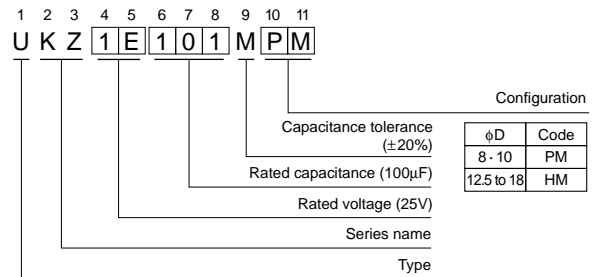 1 2 3 4 5 6 7 8 9 10 11
U K Z 1 E 1 0 1 M P M
Configuration
Capacitance tolerance
(±20%)
Rated capacitance (100μF)
Rated voltage (25V)
Series name
Type
ϕD Code
8 · 10 PM
12.5 to 18 HM